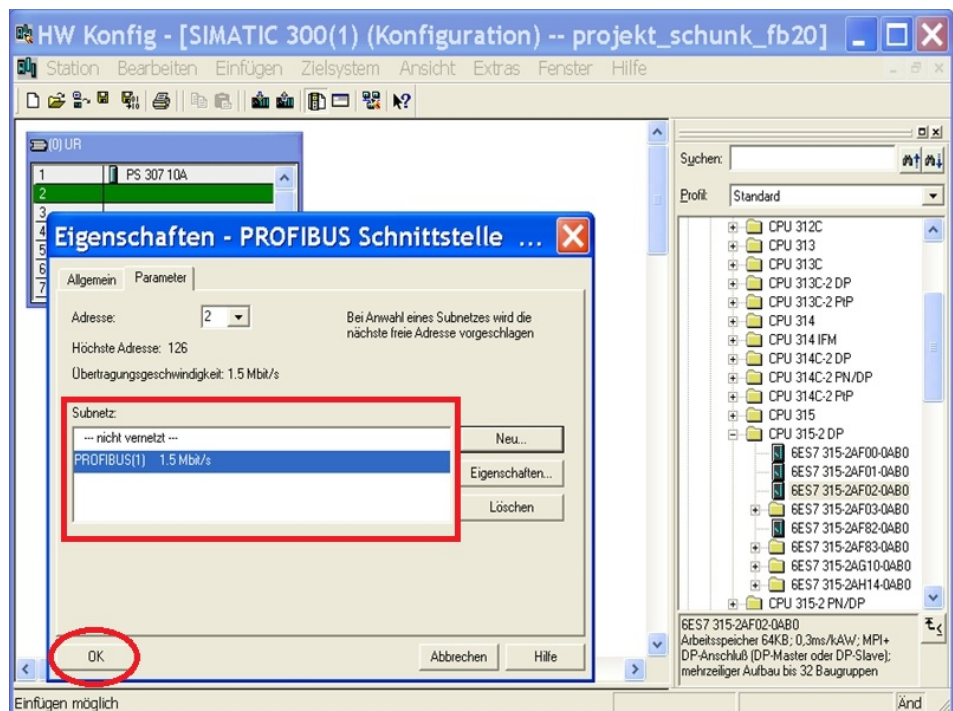 HW Konfig - [SIMATIC 300(1) (Konfiguration) -- projekt_schunk_fb20]
Station Bearbeiten Einfügen Zielsystem Ansicht Extras Fenster Hilfe
(0) UR
1 PS 307 10A
2
3
4
5
6
7
Eigenschaften - PROFIBUS Schnittstelle ...
Allgemein Parameter
Adresse: 2
Bei Anwahl eines Subnetzes wird die
nächste freie Adresse vorgeschlagen
Höchste Adresse: 126
Übertragungsgeschwindigkeit: 1.5 Mbit/s
Subnetz:
--- nicht vernetzt ---
PROFIBUS(1) 1.5 Mbit/s
Neu...
Eigenschaften...
Löschen
OK
Abbrechen
Hilfe
Suchen:
Profil: Standard
CPU 312C
CPU 313
CPU 313C
CPU 313C-2 DP
CPU 313C-2 PtP
CPU 314
CPU 314 IFM
CPU 314C-2 DP
CPU 314C-2 PN/DP
CPU 314C-2 PtP
CPU 315
CPU 315-2 DP
6ES7 315-2AF00-0AB0
6ES7 315-2AF01-0AB0
6ES7 315-2AF02-0AB0
6ES7 315-2AF03-0AB0
6ES7 315-2AF82-0AB0
6ES7 315-2AF83-0AB0
6ES7 315-2AG10-0AB0
6ES7 315-2AH14-0AB0
CPU 315-2 PN/DP
6ES7 315-2AF02-0AB0
Arbeitsspeicher 64KB; 0,3ms/kAW; MPI+
DP-Anschluß (DP-Master oder DP-Slave);
mehrzeiliger Aufbau bis 32 Baugruppen
Einfügen möglich
Änd